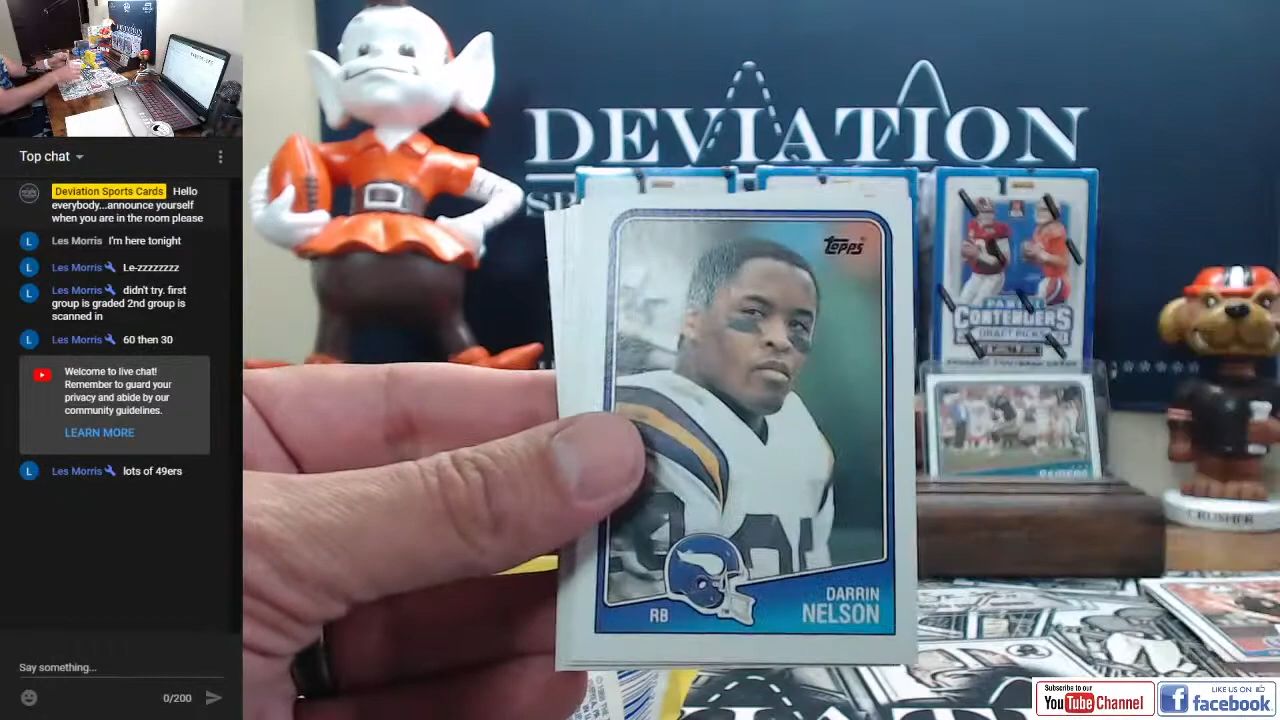 Top chat
Deviation Sports Cards Hello
everybody...announce yourself
when you are in the room please
L Les Morris I'm here tonight
L Les Morris Le-zzzzzzzz
L Les Morris didn't try. first
group is graded 2nd group is
scanned in
L Les Morris 60 then 30
Welcome to live chat!
Remember to guard your
privacy and abide by our
community guidelines.
LEARN MORE
L Les Morris lots of 49ers
Say something...
0/200
DEVIATION
SP
Topps
RB
DARRIN
NELSON
PANINI
CONTENDERS
DRAFT PICKS
RAIDERS
CRUSHER
Subscribe to our
YouTube Channel
LIKE US ON
facebook